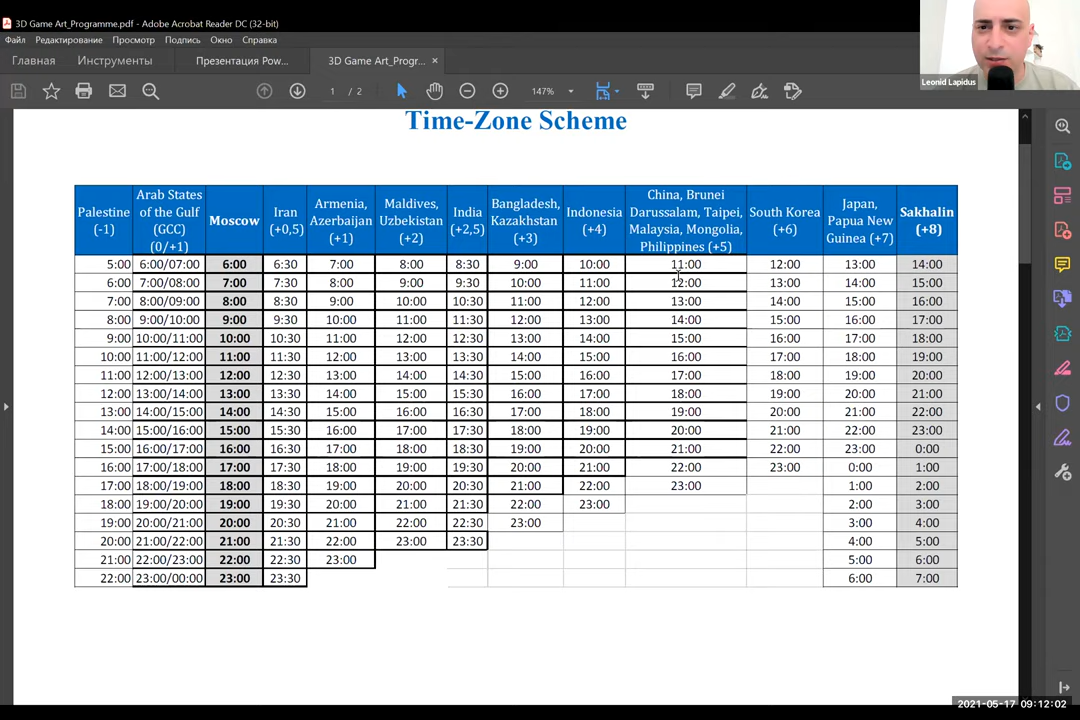 3D Game Art_Programme.pdf - Adobe Acrobat Reader DC (32-bit)
Файл Редактирование Просмотр Подпись Окно Справка
Главная Инструменты Презентация Pow... 3D Game Art_Progr... ×
1 / 2 147%
Leonid Lapidus
Time-Zone Scheme
Palestine (-1) Arab States of the Gulf (GCC) (0/+1) Moscow Iran (+0,5) Armenia, Azerbaijan (+1) Maldives, Uzbekistan (+2) India (+2,5) Bangladesh, Kazakhstan (+3) Indonesia (+4) China, Brunei Darussalam, Taipei, Malaysia, Mongolia, Philippines (+5) South Korea (+6) Japan, Papua New Guinea (+7) Sakhalin (+8)
5:00 6:00/07:00 6:00 6:30 7:00 8:00 8:30 9:00 10:00 11:00 12:00 13:00 14:00
6:00 7:00/08:00 7:00 7:30 8:00 9:00 9:30 10:00 11:00 12:00 13:00 14:00 15:00
7:00 8:00/09:00 8:00 8:30 9:00 10:00 10:30 11:00 12:00 13:00 14:00 15:00 16:00
8:00 9:00/10:00 9:00 9:30 10:00 11:00 11:30 12:00 13:00 14:00 15:00 16:00 17:00
9:00 10:00/11:00 10:00 10:30 11:00 12:00 12:30 13:00 14:00 15:00 16:00 17:00 18:00
10:00 11:00/12:00 11:00 11:30 12:00 13:00 13:30 14:00 15:00 16:00 17:00 18:00 19:00
11:00 12:00/13:00 12:00 12:30 13:00 14:00 14:30 15:00 16:00 17:00 18:00 19:00 20:00
12:00 13:00/14:00 13:00 13:30 14:00 15:00 15:30 16:00 17:00 18:00 19:00 20:00 21:00
13:00 14:00/15:00 14:00 14:30 15:00 16:00 16:30 17:00 18:00 19:00 20:00 21:00 22:00
14:00 15:00/16:00 15:00 15:30 16:00 17:00 17:30 18:00 19:00 20:00 21:00 22:00 23:00
15:00 16:00/17:00 16:00 16:30 17:00 18:00 18:30 19:00 20:00 21:00 22:00 23:00 0:00
16:00 17:00/18:00 17:00 17:30 18:00 19:00 19:30 20:00 21:00 22:00 23:00 0:00 1:00
17:00 18:00/19:00 18:00 18:30 19:00 20:00 20:30 21:00 22:00 23:00 1:00 2:00
18:00 19:00/20:00 19:00 19:30 20:00 21:00 21:30 22:00 23:00 2:00 3:00
19:00 20:00/21:00 20:00 20:30 21:00 22:00 22:30 23:00 3:00 4:00
20:00 21:00/22:00 21:00 21:30 22:00 23:00 23:30 4:00 5:00
21:00 22:00/23:00 22:00 22:30 23:00 5:00 6:00
22:00 23:00/00:00 23:00 23:30 6:00 7:00
2021-05-17 09:12:02